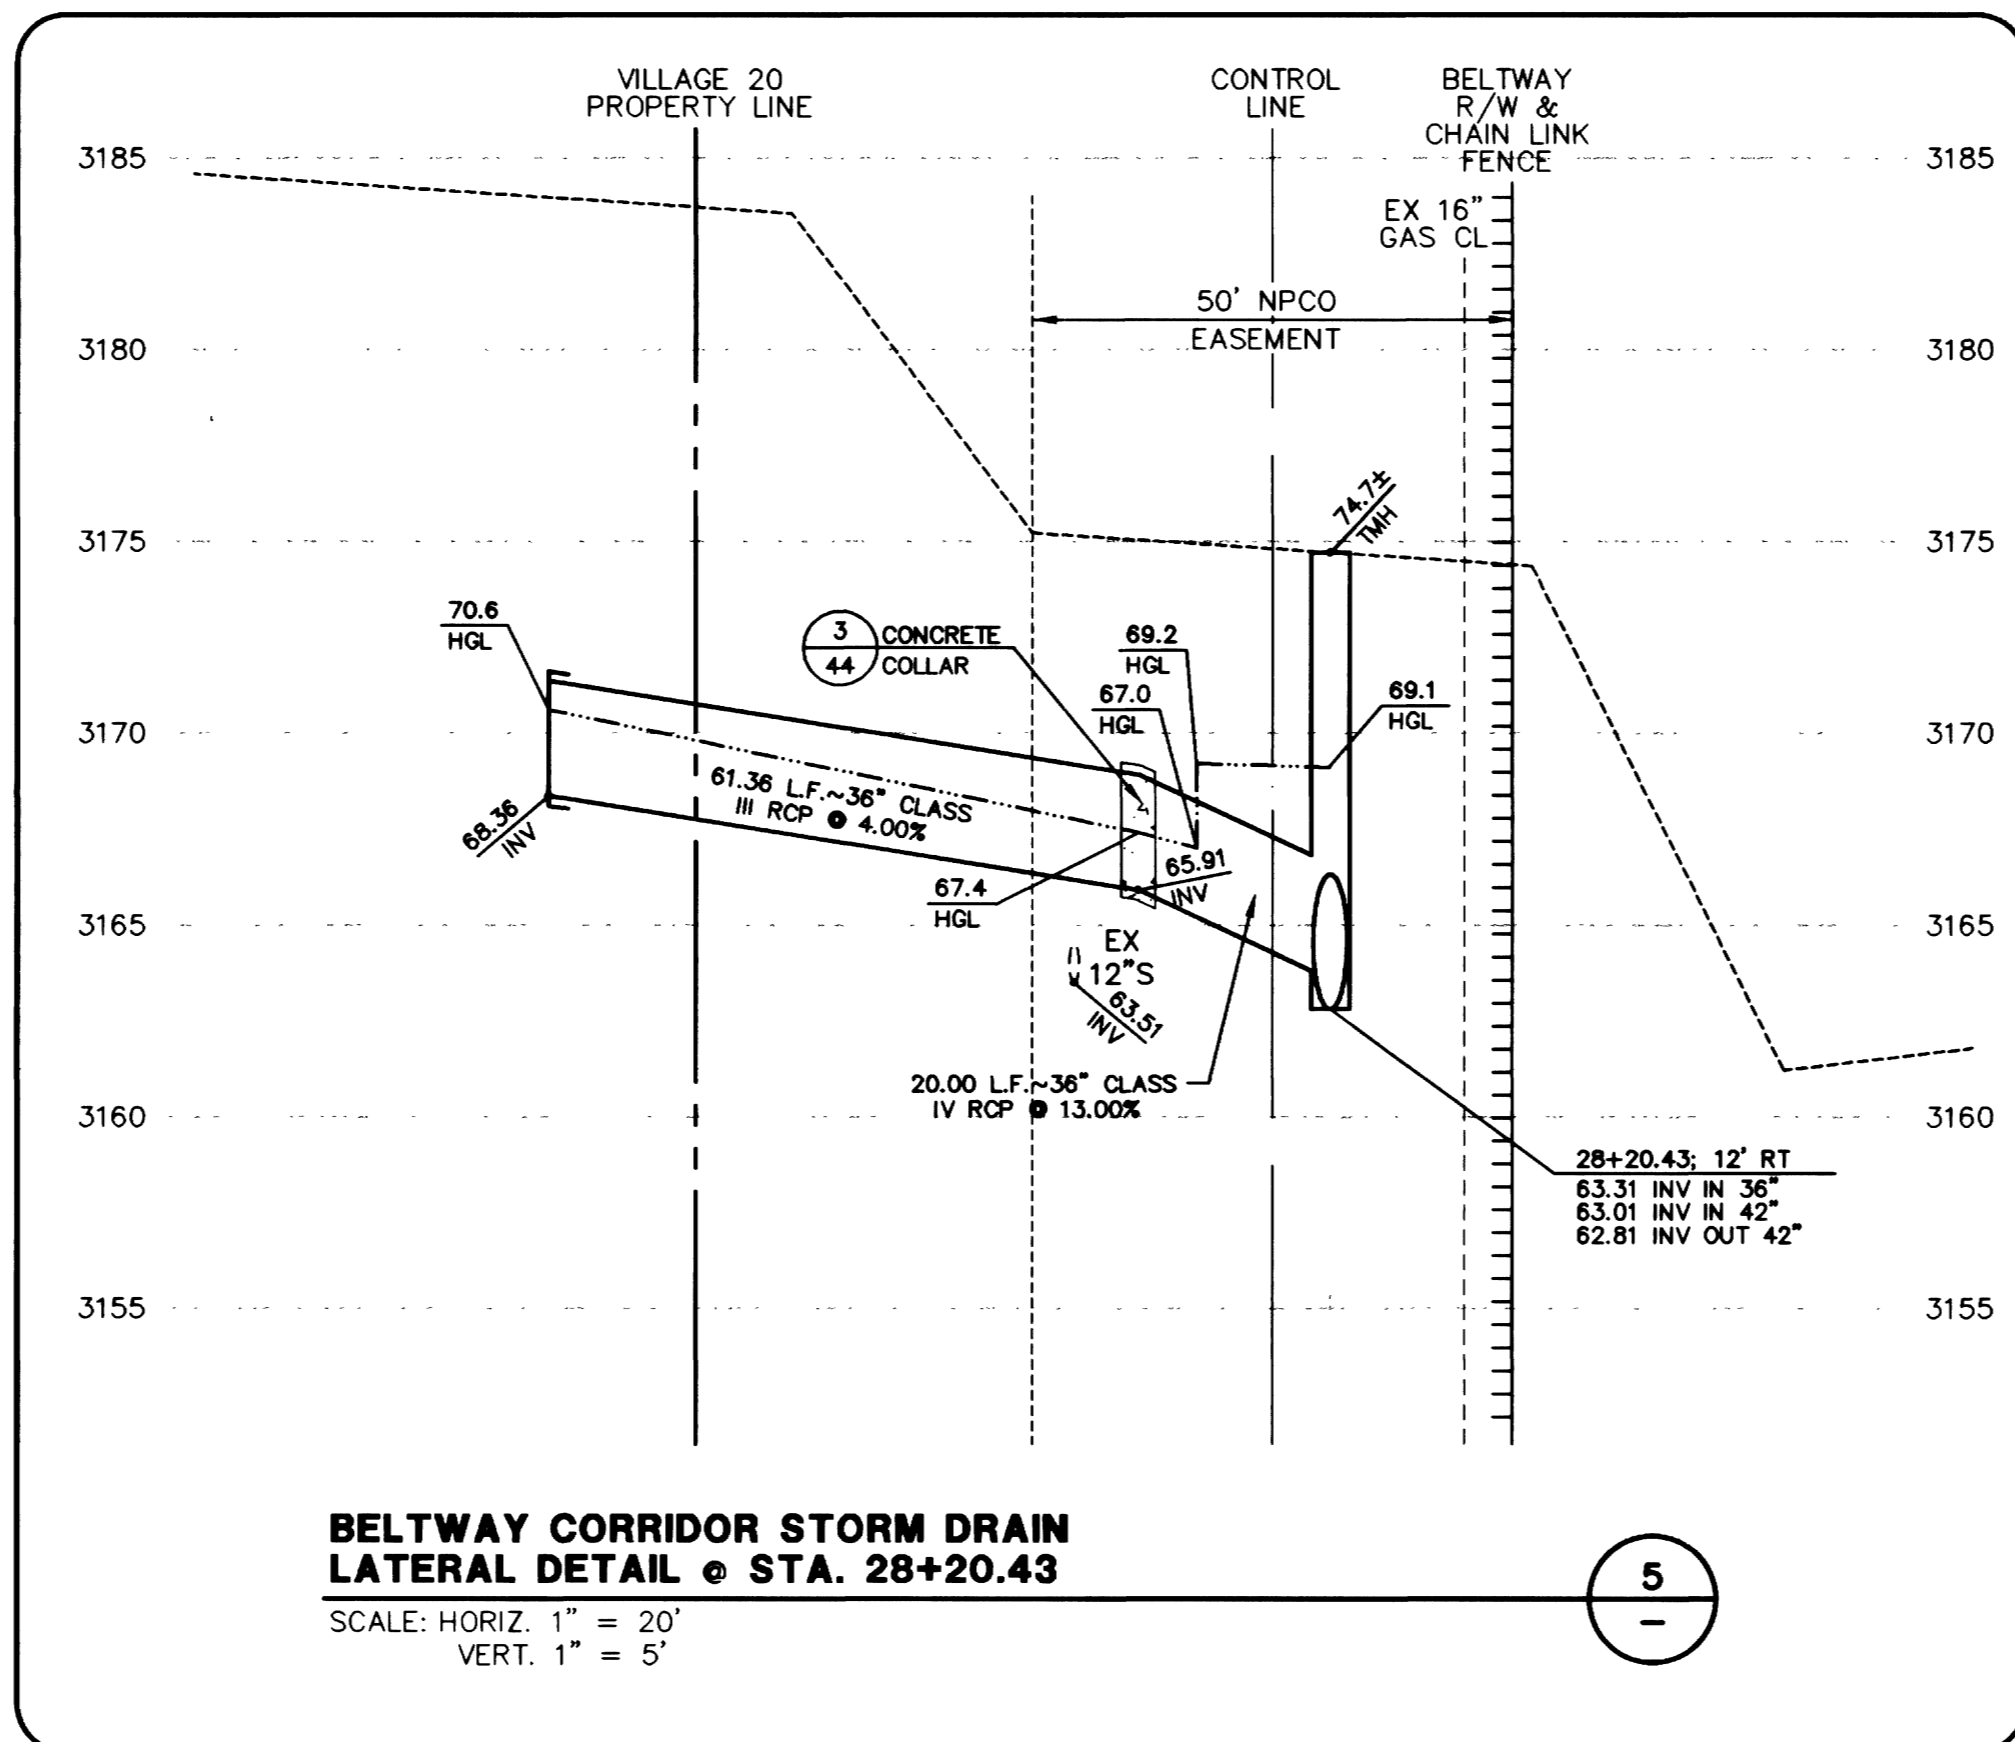 VILLAGE 20
PROPERTY LINE
CONTROL
LINE
BELTWAY
R/W &
CHAIN LINK
FENCE
3185
3185
EX 16"
GAS CL
50' NPCO
EASEMENT
3180
3180
3175
3175
74.7±
TMH
70.6
HGL
3
44
CONCRETE
COLLAR
69.2
HGL
67.0
HGL
69.1
HGL
3170
3170
61.36 L.F.~36" CLASS
III RCP @ 4.00%
68.36
INV
67.4
HGL
65.91
INV
3165
3165
EX
12"S
63.51
INV
20.00 L.F.~36" CLASS
IV RCP @ 13.00%
3160
3160
28+20.43; 12' RT
63.31 INV IN 36"
63.01 INV IN 42"
62.81 INV OUT 42"
3155
3155
BELTWAY CORRIDOR STORM DRAIN
LATERAL DETAIL @ STA. 28+20.43
SCALE: HORIZ. 1" = 20'
VERT. 1" = 5'
5
–